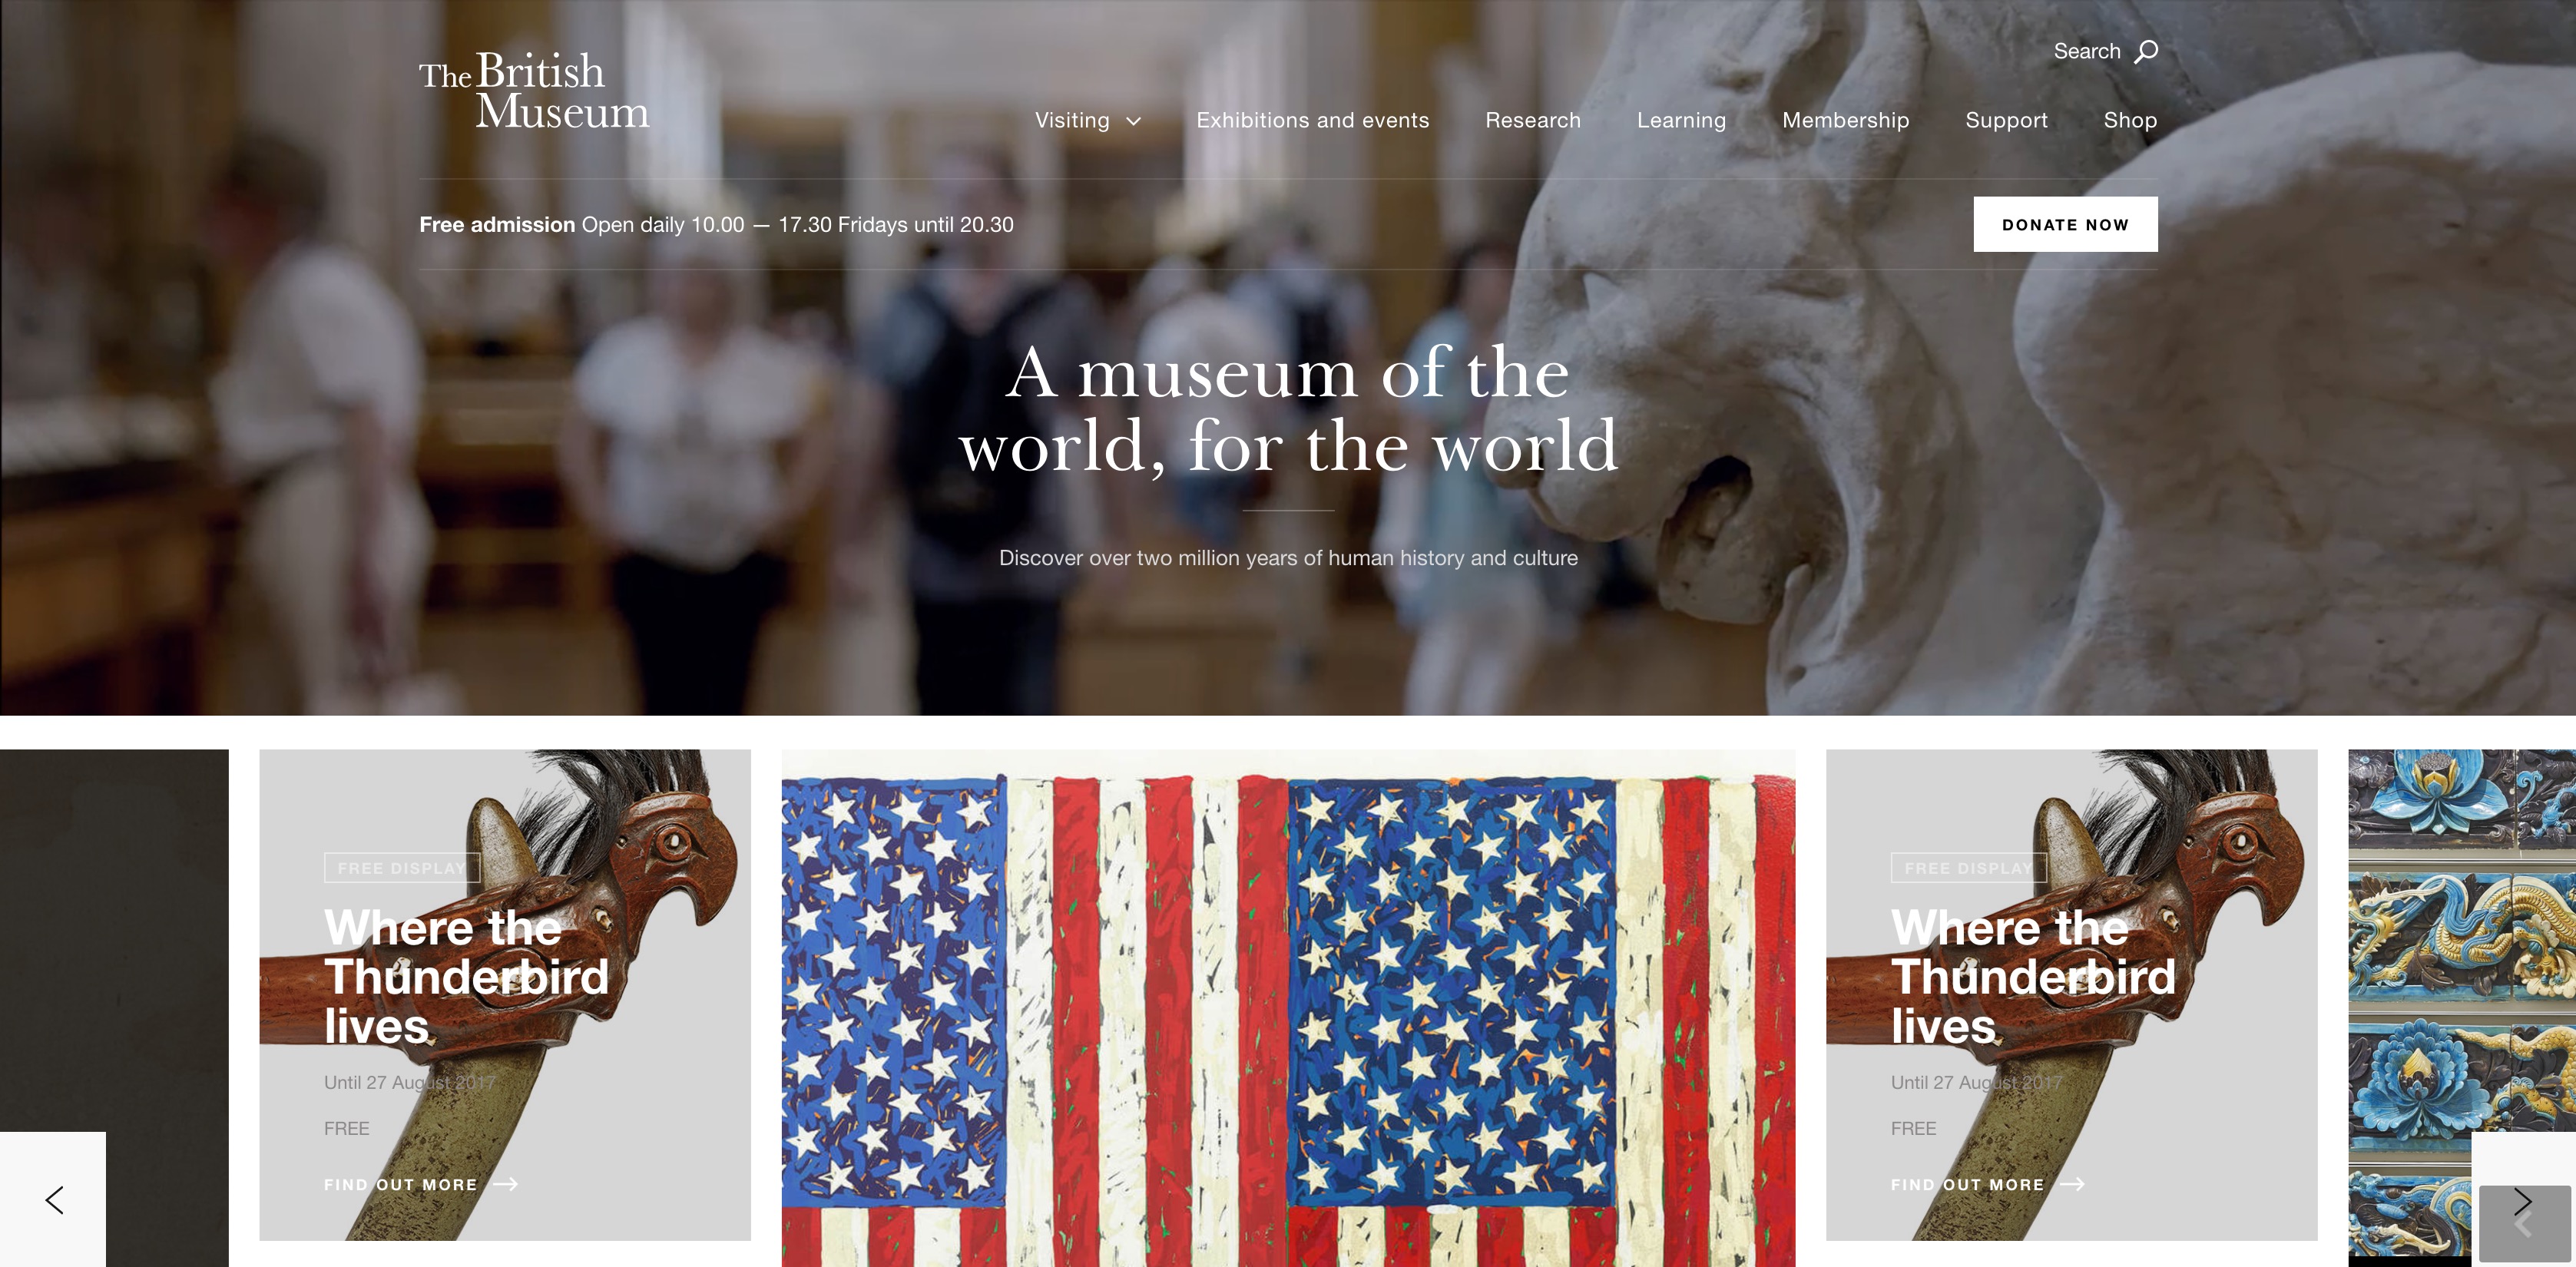 The British
Museum
Search
Visiting Exhibitions and events Research Learning Membership Support Shop
Free admission Open daily 10.00 — 17.30 Fridays until 20.30
DONATE NOW
A museum of the
world, for the world
Discover over two million years of human history and culture
FREE DISPLAY
Where the
Thunderbird
lives
Until 27 August 2017
FREE
FIND OUT MORE
FREE DISPLAY
Where the
Thunderbird
lives
Until 27 August 2017
FREE
FIND OUT MORE